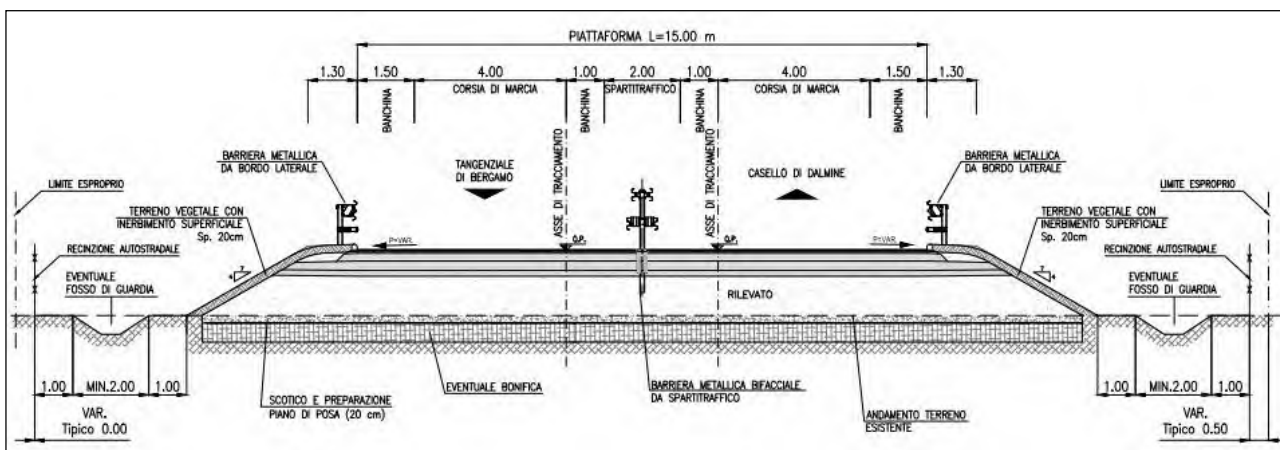 PIATTAFORMA L=15.00 m
1.30
1.50
4.00
1.00
2.00
1.00
4.00
1.50
1.30
BANCHINA
CORSIA DI MARCIA
BANCHINA
SPARTITRAFFICO
BANCHINA
CORSIA DI MARCIA
BANCHINA
BARRIERA METALLICA
DA BORDO LATERALE
TANGENZIALE
DI BERGAMO
ASSE DI TRACCIAMENTO
ASSE DI TRACCIAMENTO
CASELLO DI DALMINE
BARRIERA METALLICA
DA BORDO LATERALE
LIMITE ESPROPRIO
TERRENO VEGETALE CON
INERBIMENTO SUPERFICIALE
Sp. 20cm
RECINZIONE AUTOSTRADALE
EVENTUALE
FOSSO DI GUARDIA
P=VAR.
Q.P.
Q.P.
P=VAR.
LIMITE ESPROPRIO
TERRENO VEGETALE CON
INERBIMENTO SUPERFICIALE
Sp. 20cm
RECINZIONE AUTOSTRADALE
EVENTUALE
FOSSO DI GUARDIA
4
7
7
4
RILEVATO
1.00
MIN.2.00
1.00
VAR.
Tipico 0.00
SCOTICO E PREPARAZIONE
PIANO DI POSA (20 cm)
EVENTUALE BONIFICA
BARRIERA METALLICA BIFACCIALE
DA SPARTITRAFFICO
ANDAMENTO TERRENO
ESISTENTE
1.00
MIN.2.00
1.00
VAR.
Tipico 0.50